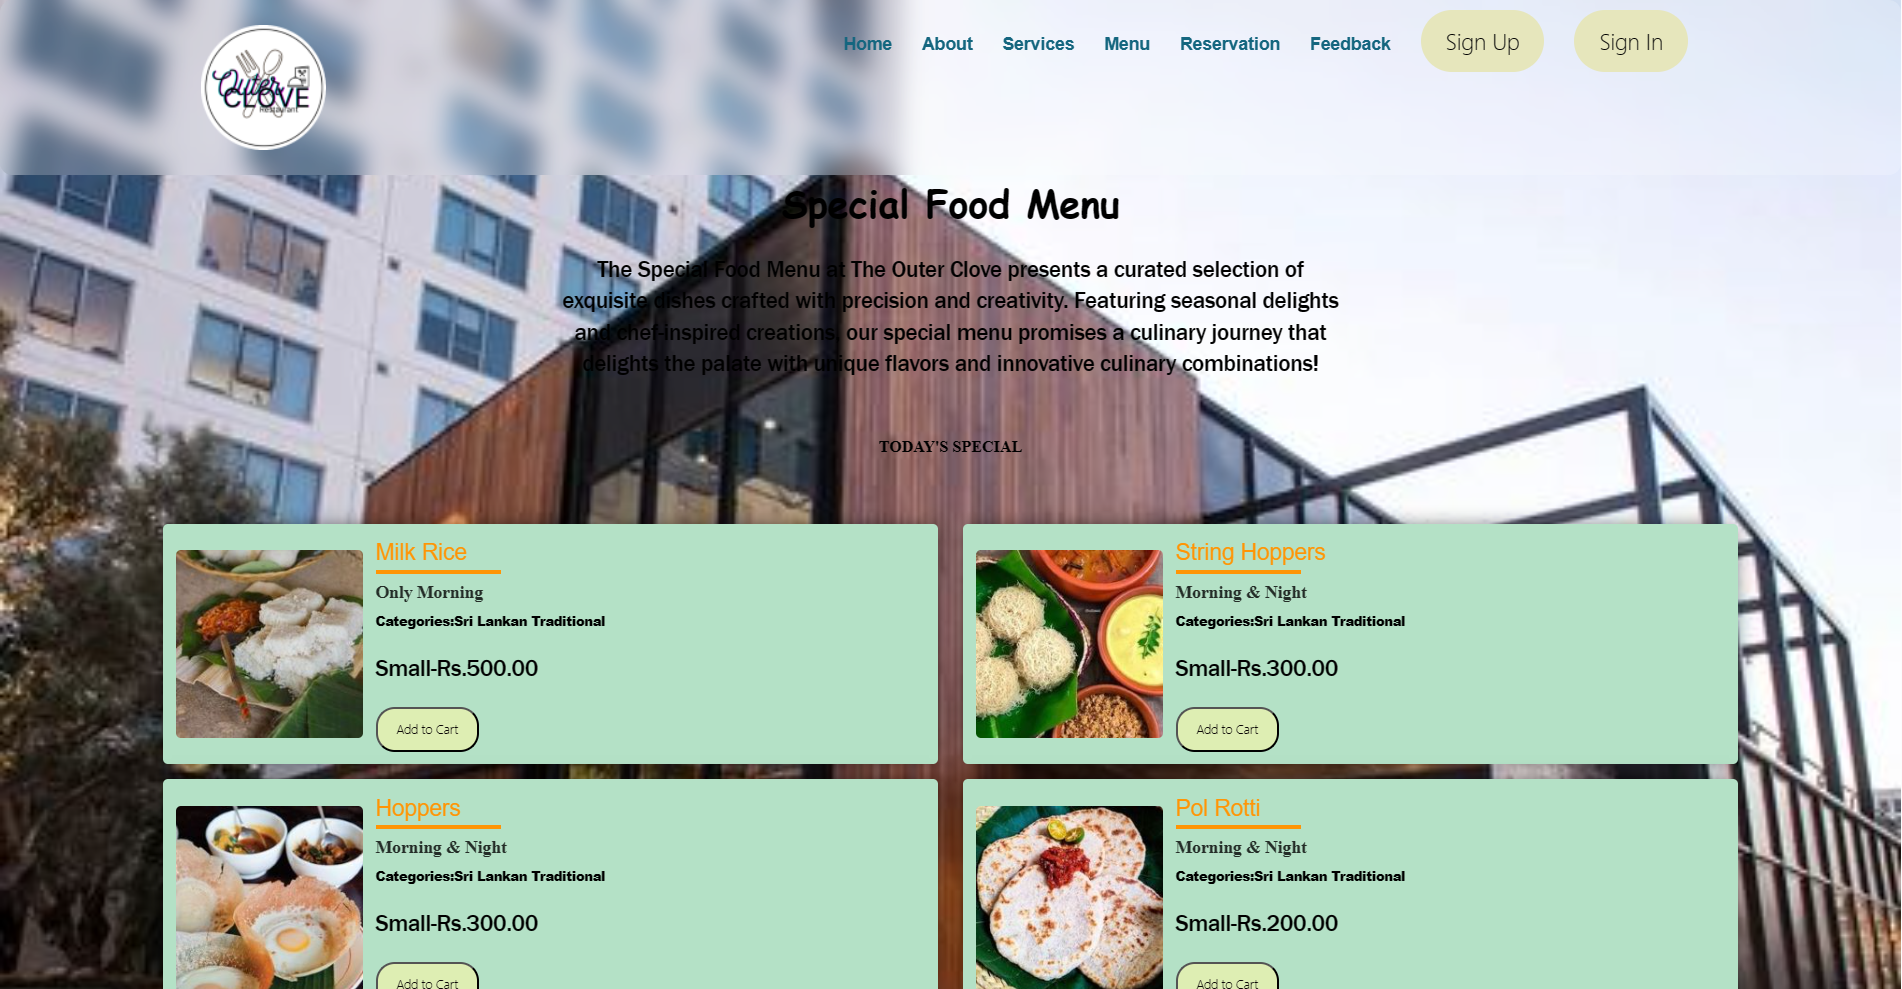 Outer
CLOVE
Restaurant
Home About Services Menu Reservation Feedback Sign Up Sign In
Special Food Menu
The Special Food Menu at The Outer Clove presents a curated selection of
exquisite dishes crafted with precision and creativity. Featuring seasonal delights
and chef-inspired creations, our special menu promises a culinary journey that
delights the palate with unique flavors and innovative culinary combinations!
TODAY'S SPECIAL
Milk Rice
Only Morning
Categories:Sri Lankan Traditional
Small-Rs.500.00
Add to Cart
String Hoppers
Morning & Night
Categories:Sri Lankan Traditional
Small-Rs.300.00
Add to Cart
Hoppers
Morning & Night
Categories:Sri Lankan Traditional
Small-Rs.300.00
Add to Cart
Pol Rotti
Morning & Night
Categories:Sri Lankan Traditional
Small-Rs.200.00
Add to Cart